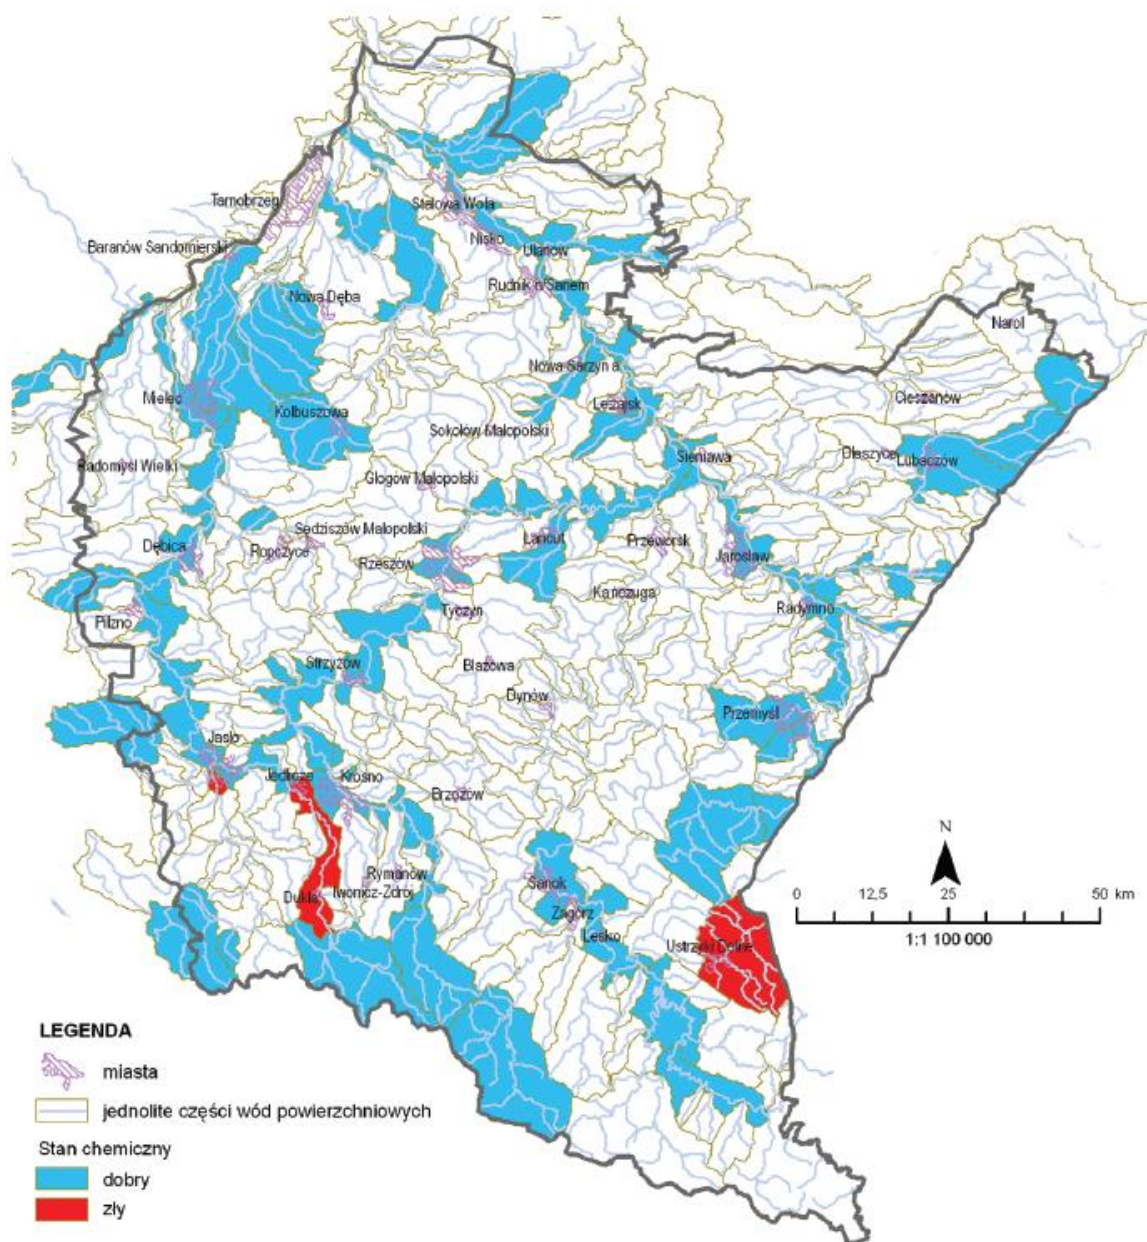 Tarnobrzeg
Stalowa Wola
Nisko
Ulanów
Baranów Sandomierski
Rudnik n/Sanem
Nowa Dęba
Narol
Nowa Sarzyna
Mielec
Leżajsk
Cieszanów
Kolbuszowa
Sokołów Małopolski
Oleszyce
Lubaczów
Sieniawa
Radomyśl Wielki
Głogów Małopolski
Sędziszów Małopolski
Ropczyce
Dębica
Rzeszów
Łańcut
Przeworsk
Jarosław
Kańczuga
Radymno
Pilzno
Tyczyn
Strzyżów
Błażowa
Dynów
Przemyśl
Jasło
Jedlicze
Krosno
Brzozów
Rymanów
Iwonicz-Zdrój
Dukla
Sanok
Zagórz
Lesko
Ustrzyki Dolne
N
0 12,5 25 50 km
1:1 100 000
LEGENDA
miasta
jednolite części wód powierzchniowych
Stan chemiczny
dobry
zły